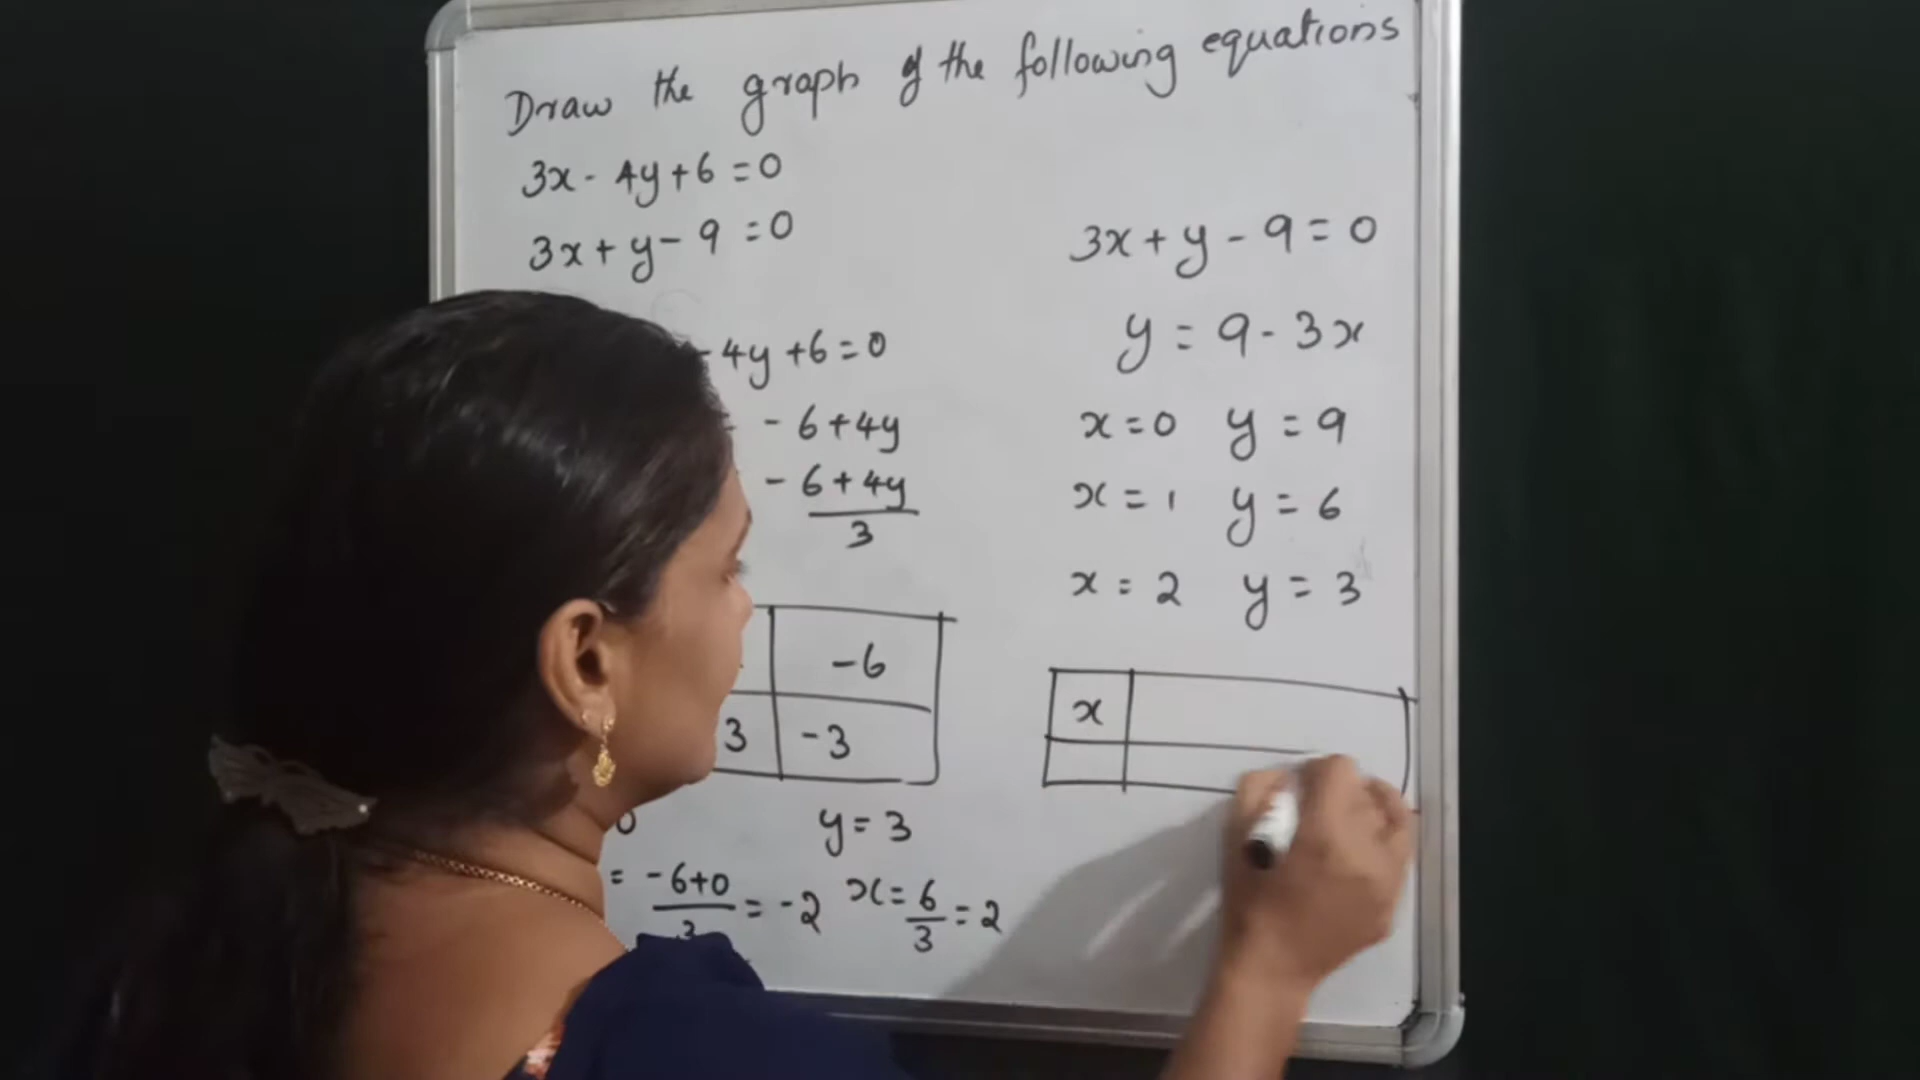 Draw the graph of the following equations
3x - 4y + 6 = 0
3x + y - 9 = 0
- 4y + 6 = 0
- 6 + 4y
- 6 + 4y
3
-6
3 -3
0 y = 3
= -6+0 = -2 x = 6 = 2
3 3
3x + y - 9 = 0
y = 9 - 3x
x = 0 y = 9
x = 1 y = 6
x = 2 y = 3
x